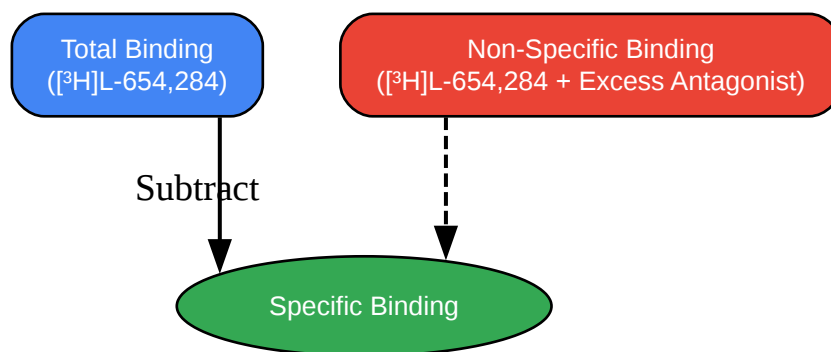 Total Binding
([³H]L-654,284)
Non-Specific Binding
([³H]L-654,284 + Excess Antagonist)
Subtract
Specific Binding